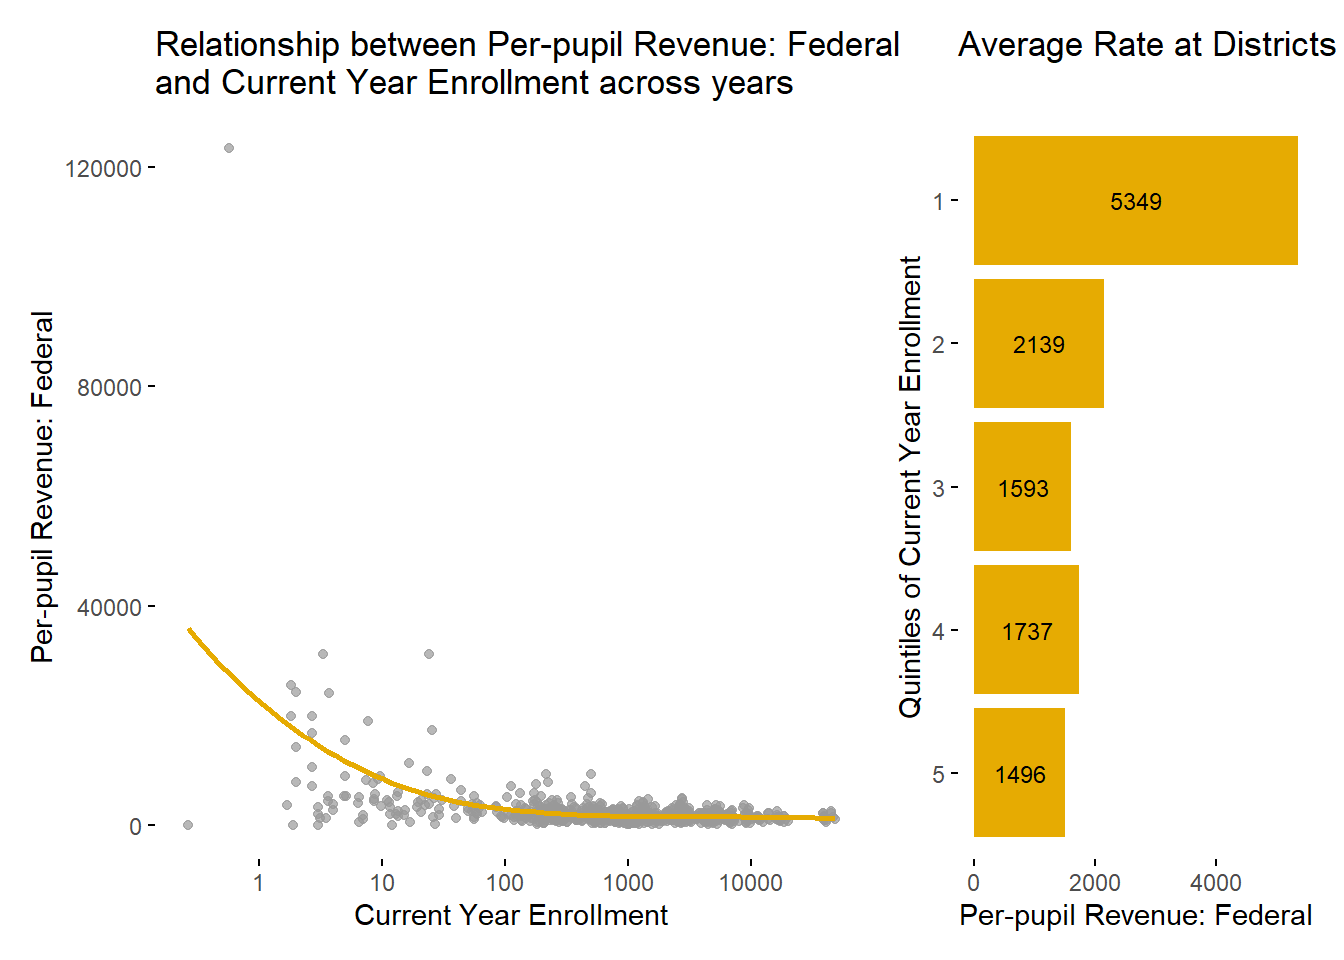 Relationship between Per-pupil Revenue: Federal
and Current Year Enrollment across years
120000
80000
40000
0
Per-pupil Revenue: Federal
1 10 100 1000 10000
Current Year Enrollment
Average Rate at Districts
Quintiles of Current Year Enrollment
1 5349
2 2139
3 1593
4 1737
5 1496
0 2000 4000
Per-pupil Revenue: Federal